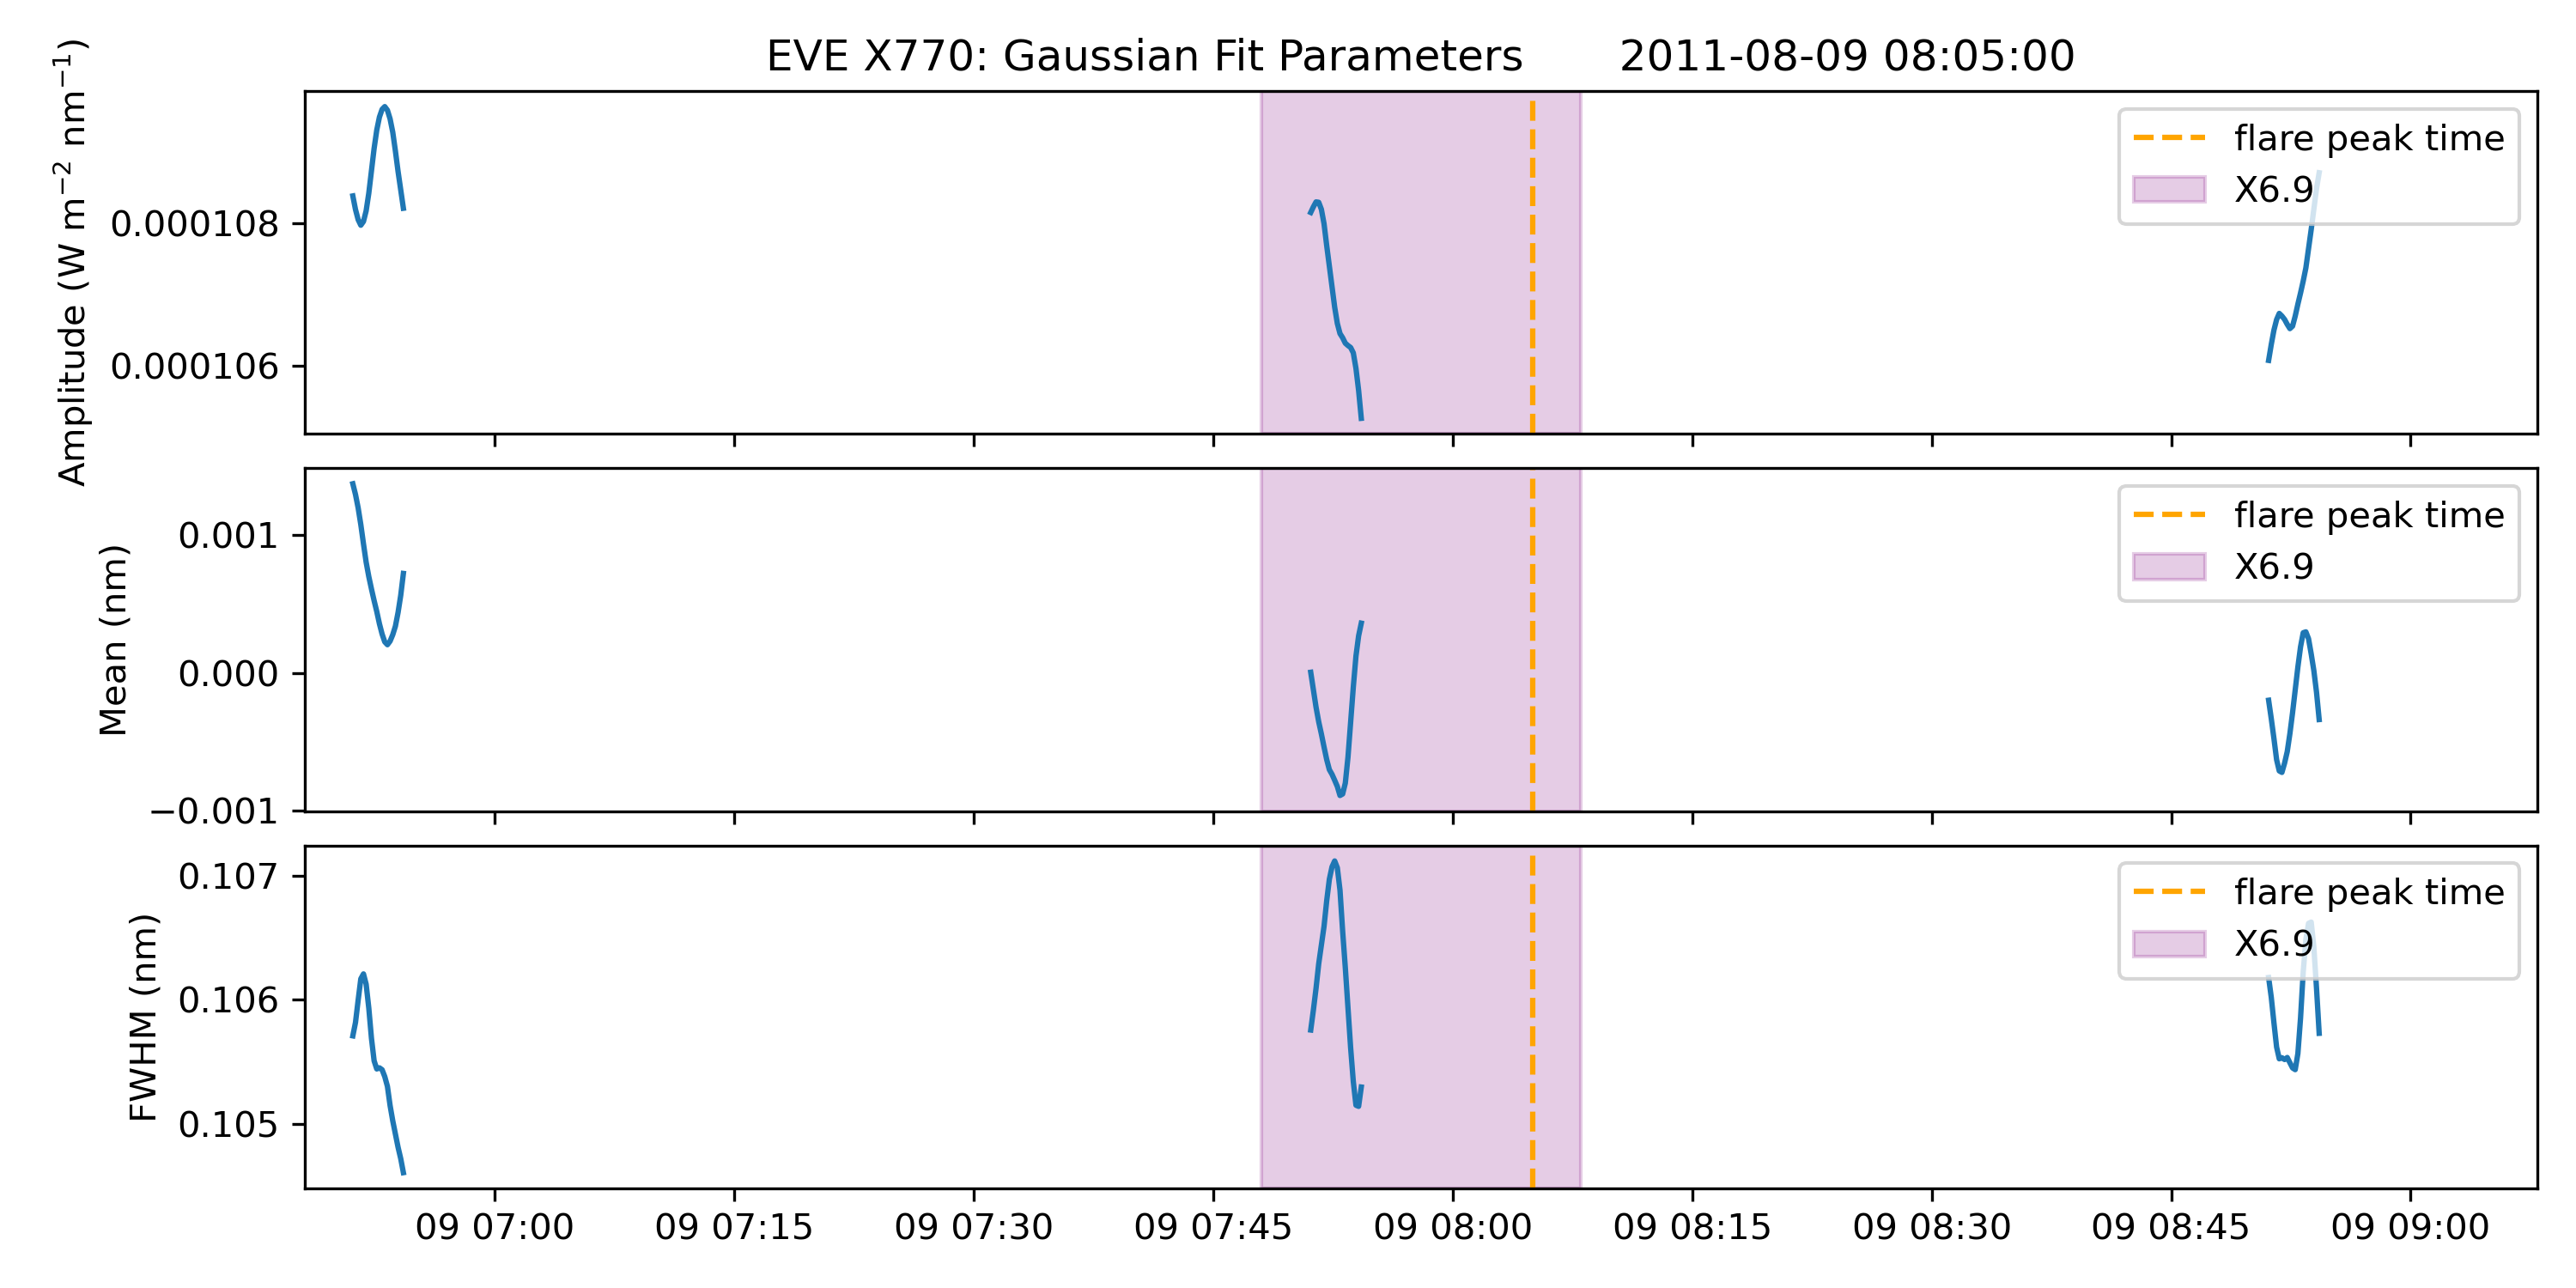 EVE X770: Gaussian Fit Parameters 2011-08-09 08:05:00
Amplitude (W m⁻² nm⁻¹)
0.000108
0.000106
flare peak time
X6.9
Mean (nm)
0.001
0.000
−0.001
flare peak time
X6.9
FWHM (nm)
0.107
0.106
0.105
flare peak time
X6.9
09 07:00 09 07:15 09 07:30 09 07:45 09 08:00 09 08:15 09 08:30 09 08:45 09 09:00